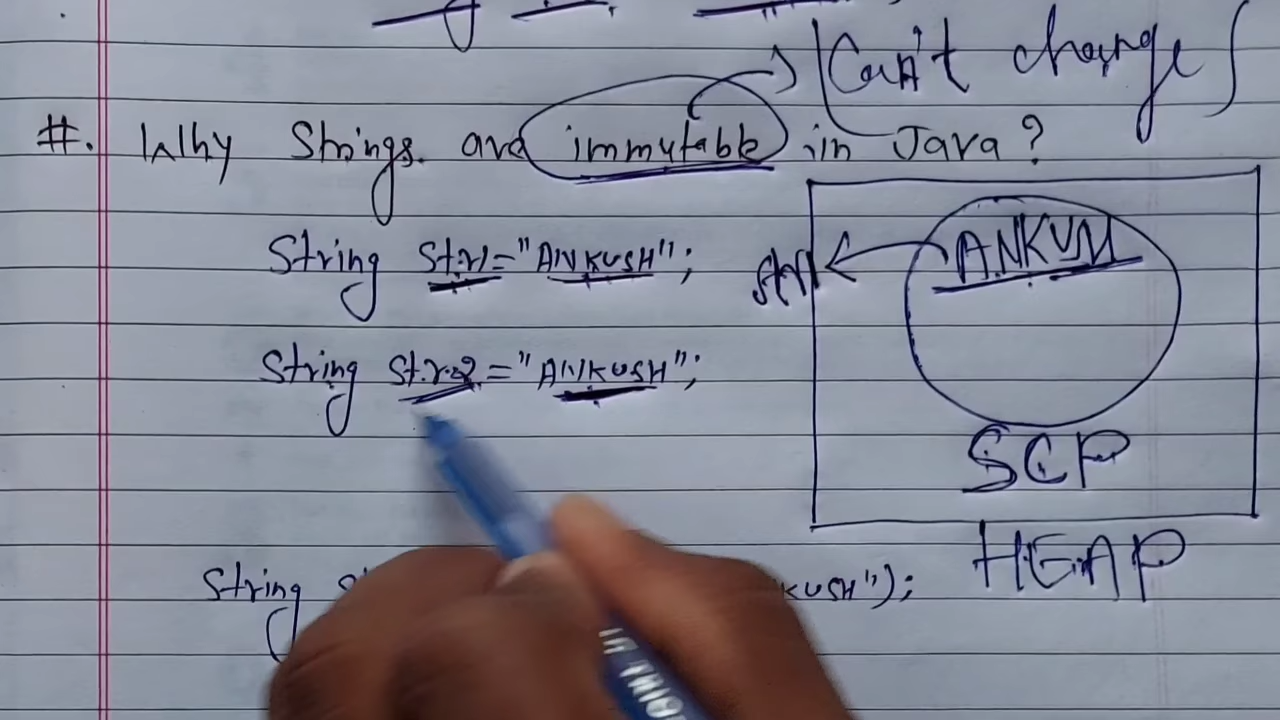 (Can't change)
#. Why Strings are immutable in Java?
String Str1="ANKUSH";
ANKUSH
Str1
String Str2="ANKUSH";
SCP
HEAP
String KUSH");